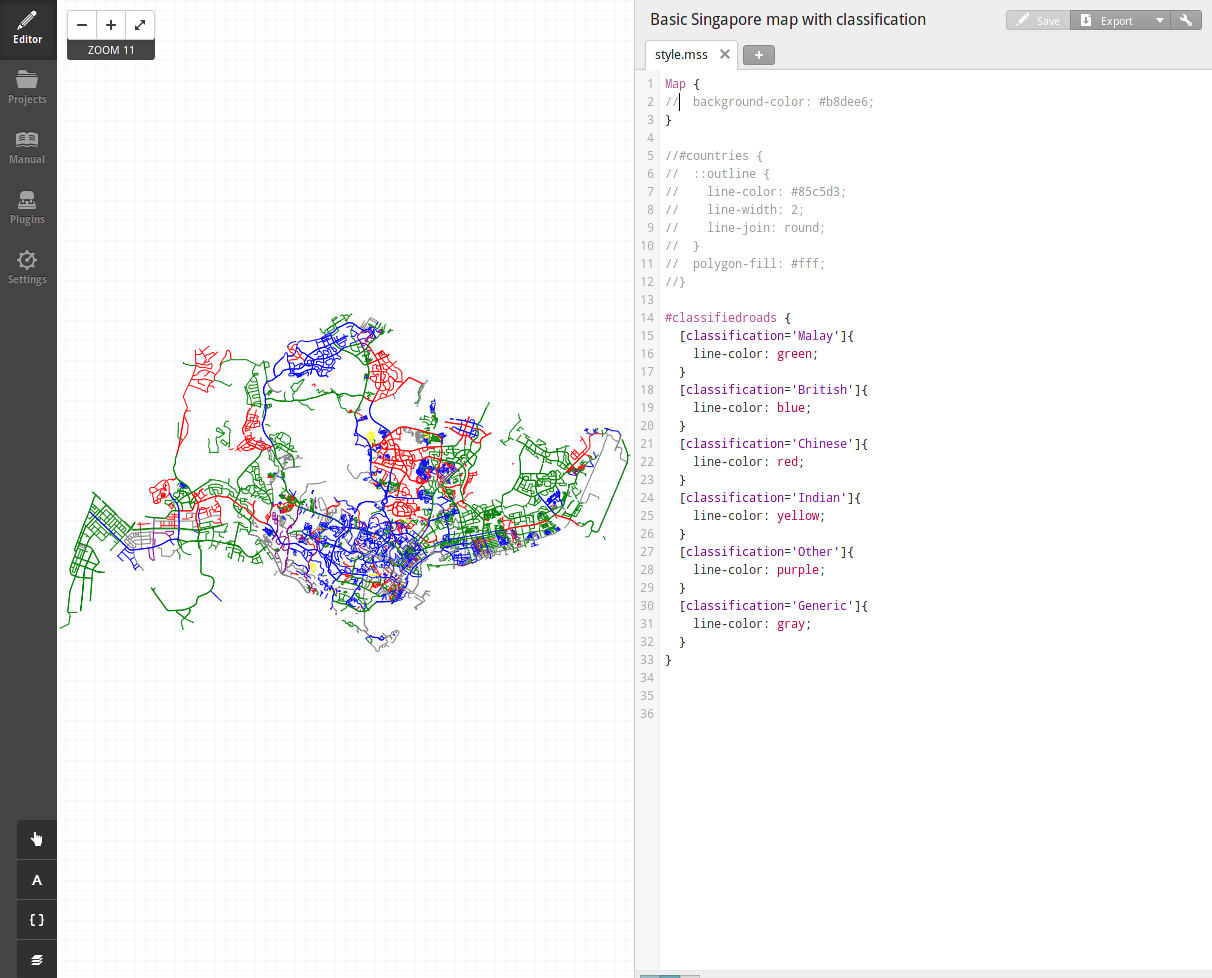 Editor
Projects
Manual
Plugins
Settings
ZOOM 11
A
{ }
Basic Singapore map with classification
Save
Export
style.mss
1 Map {
2 //  background-color: #b8dee6;
3 }
4
5 //#countries {
6 //  ::outline {
7 //    line-color: #85c5d3;
8 //    line-width: 2;
9 //    line-join: round;
10 //  }
11 //  polygon-fill: #fff;
12 //}
13
14 #classifiedroads {
15   [classification='Malay']{
16     line-color: green;
17   }
18   [classification='British']{
19     line-color: blue;
20   }
21   [classification='Chinese']{
22     line-color: red;
23   }
24   [classification='Indian']{
25     line-color: yellow;
26   }
27   [classification='Other']{
28     line-color: purple;
29   }
30   [classification='Generic']{
31     line-color: gray;
32   }
33 }
34
35
36